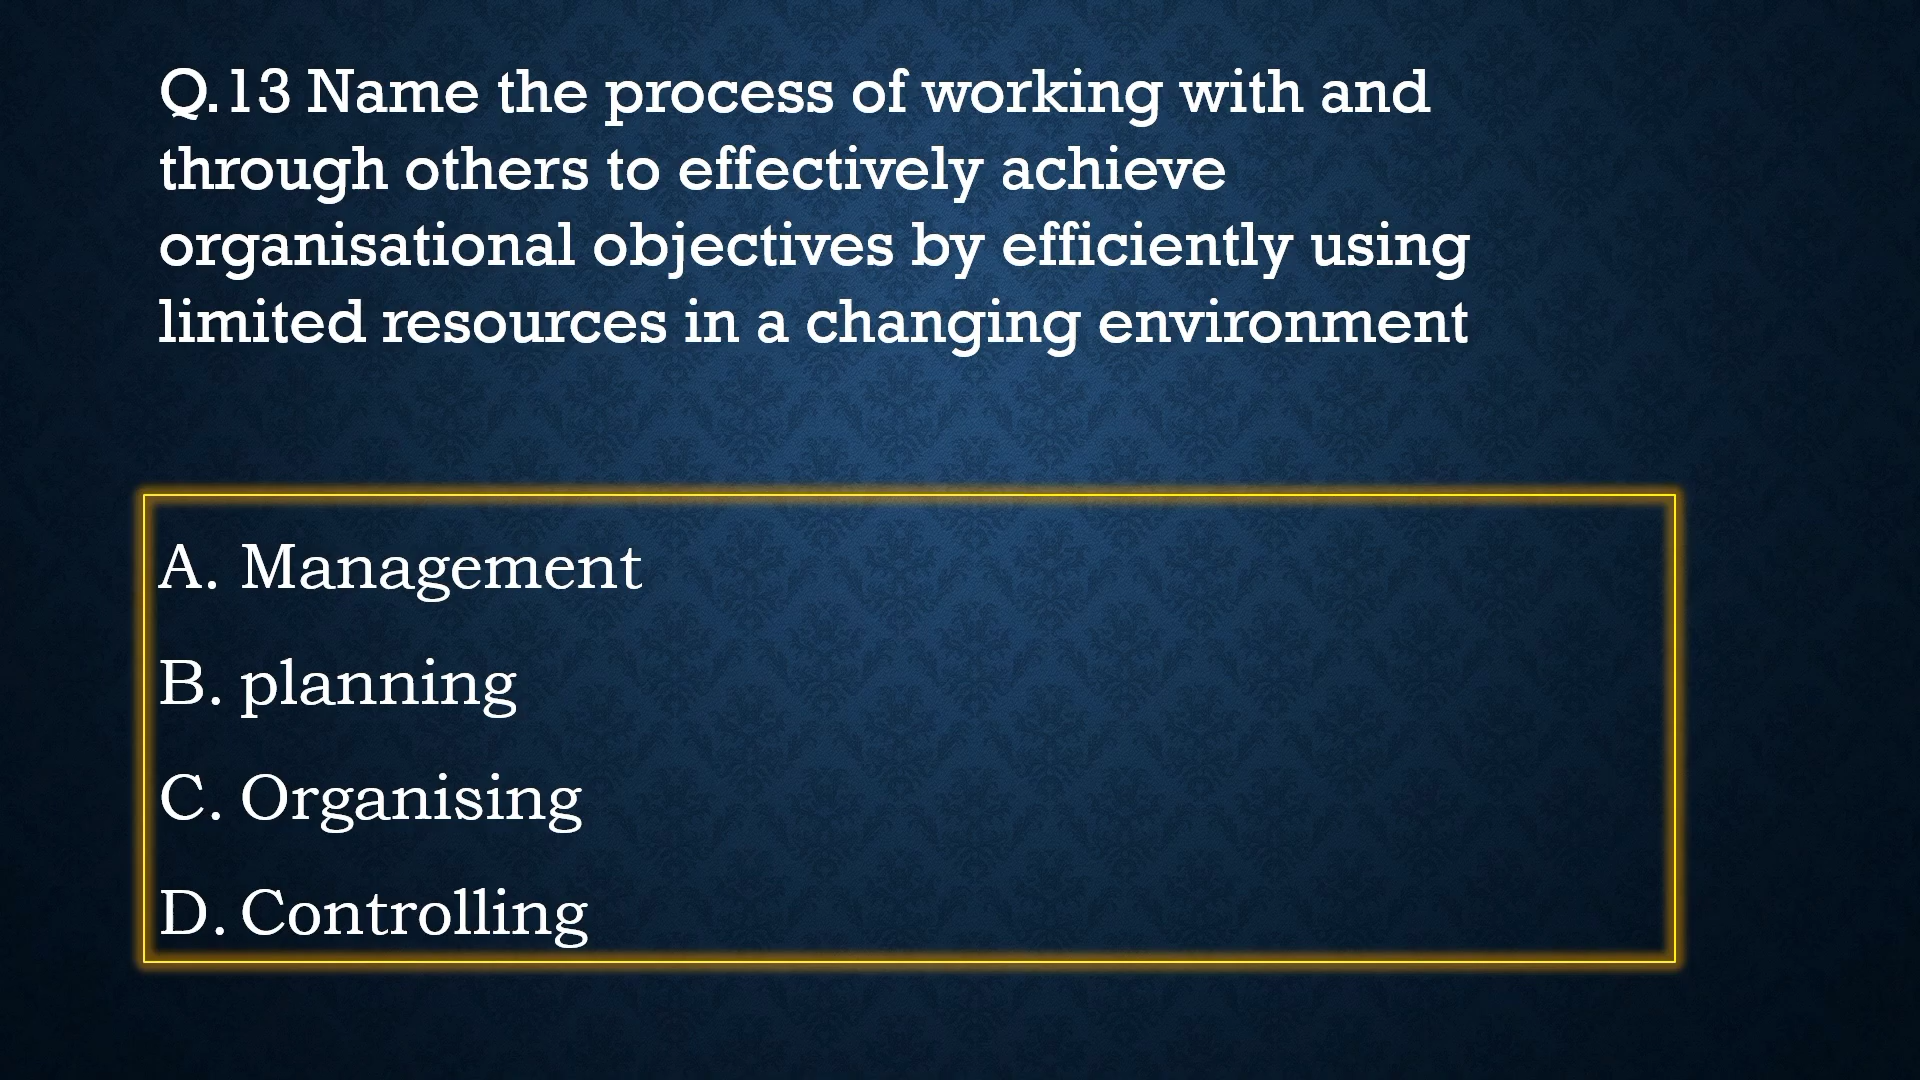 Q.13 Name the process of working with and
through others to effectively achieve
organisational objectives by efficiently using
limited resources in a changing environment
A. Management
B. planning
C. Organising
D. Controlling